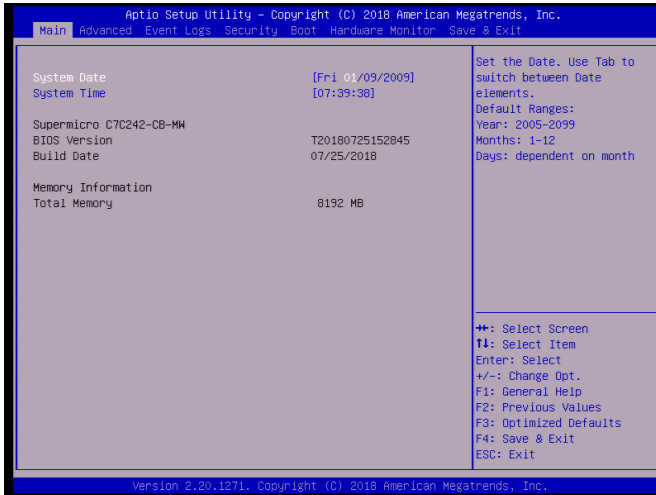 Aptio Setup Utility – Copyright (C) 2018 American Megatrends, Inc.
Main Advanced Event Logs Security Boot Hardware Monitor Save & Exit
System Date [Fri 01/09/2009]
System Time [07:39:38]
Supermicro C7C242-CB-MW
BIOS Version T20180725152845
Build Date 07/25/2018
Memory Information
Total Memory 8192 MB
Set the Date. Use Tab to
switch between Date
elements.
Default Ranges:
Year: 2005-2099
Months: 1-12
Days: dependent on month
→←: Select Screen
↑↓: Select Item
Enter: Select
+/-: Change Opt.
F1: General Help
F2: Previous Values
F3: Optimized Defaults
F4: Save & Exit
ESC: Exit
Version 2.20.1271. Copyright (C) 2018 American Megatrends, Inc.